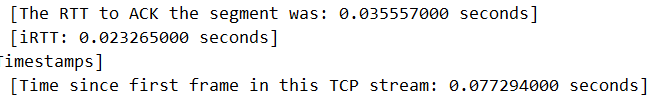 [The RTT to ACK the segment was: 0.035557000 seconds]
[iRTT: 0.023265000 seconds]
Timestamps]
[Time since first frame in this TCP stream: 0.077294000 seconds]